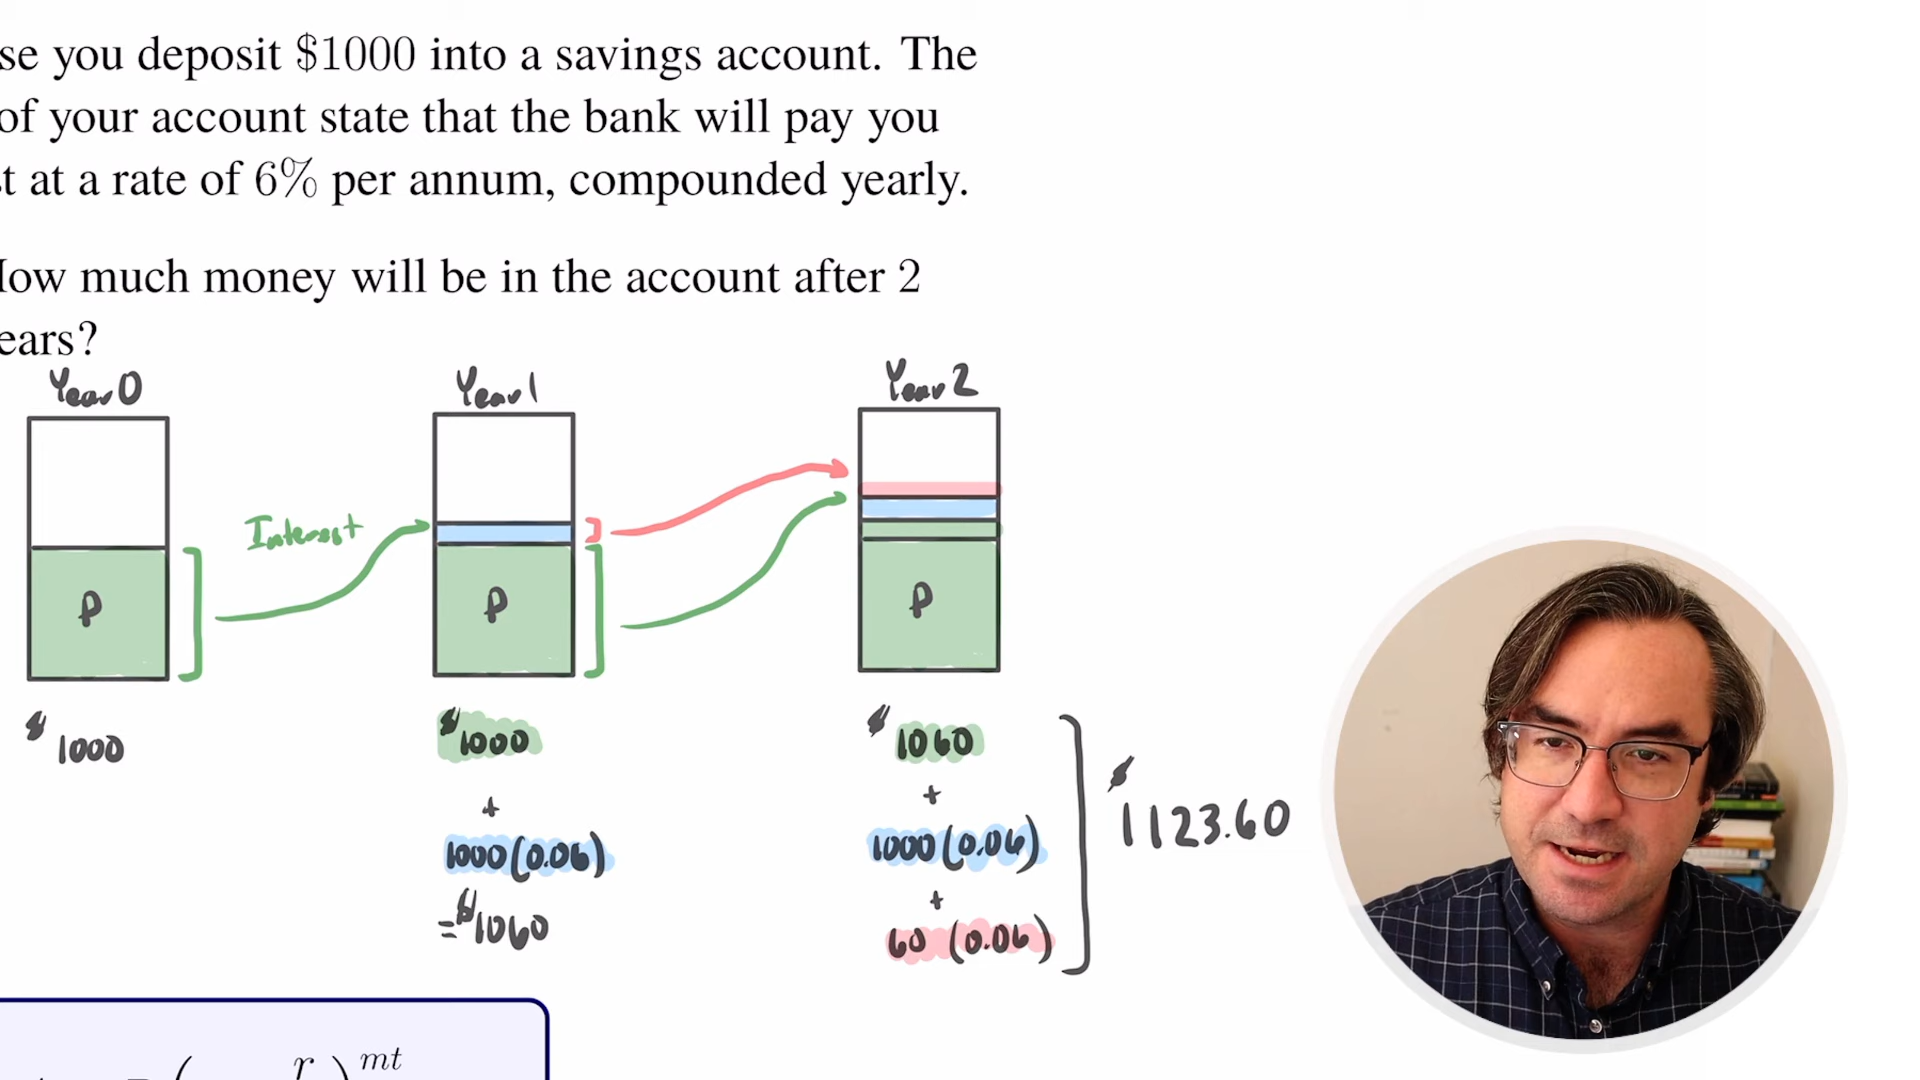 se you deposit $1000 into a savings account. The
of your account state that the bank will pay you
t at a rate of 6% per annum, compounded yearly.
How much money will be in the account after 2
ears?
Year 0 Year 1 Year 2
Interest
P P P
$1000 $1000 $1060
+ +
1000(0.06) 1000(0.06) $1123.60
+
=$1060 60 (0.06)
r mt